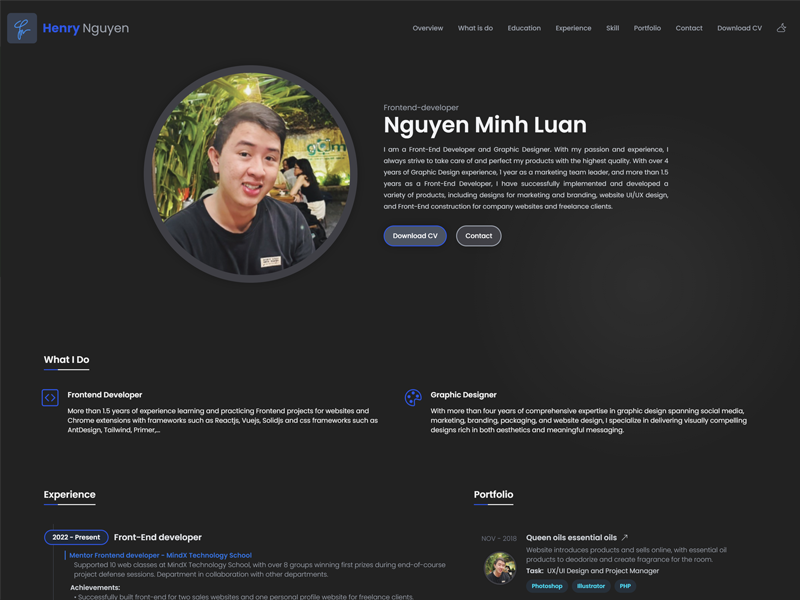 Henry Nguyen
Overview What is do Education Experience Skill Portfolio Contact Download CV
Frontend-developer
Nguyen Minh Luan
I am a Front-End Developer and Graphic Designer. With my passion and experience, I
always strive to take care of and perfect my products with the highest quality. With over 4
years of Graphic Design experience, 1 year as a marketing team leader, and more than 1.5
years as a Front-End Developer, I have successfully implemented and developed a
variety of products, including designs for marketing and branding, website UI/UX design,
and Front-End construction for company websites and freelance clients.
Download CV Contact
What I Do
Frontend Developer
More than 1.5 years of experience learning and practicing Frontend projects for websites and
Chrome extensions with frameworks such as Reactjs, Vuejs, Solidjs and css frameworks such as
AntDesign, Tailwind, Primer,...
Graphic Designer
With more than four years of comprehensive expertise in graphic design spanning social media,
marketing, branding, packaging, and website design, I specialize in delivering visually compelling
designs rich in both aesthetics and meaningful messaging.
Experience
2022 - Present Front-End developer
Mentor Frontend developer - MindX Technology School
Supported 10 web classes at MindX Technology School, with over 8 groups winning first prizes during end-of-course
project defense sessions. Department in collaboration with other departments.
Achievements:
• Successfully built front-end for two sales websites and one personal profile website for freelance clients.
Portfolio
NOV - 2018 Queen oils essential oils
Website introduces products and sells online, with essential oil
products to deodorize and create fragrance for the room.
Task: UX/UI Design and Project Manager
Photoshop Illustrator PHP